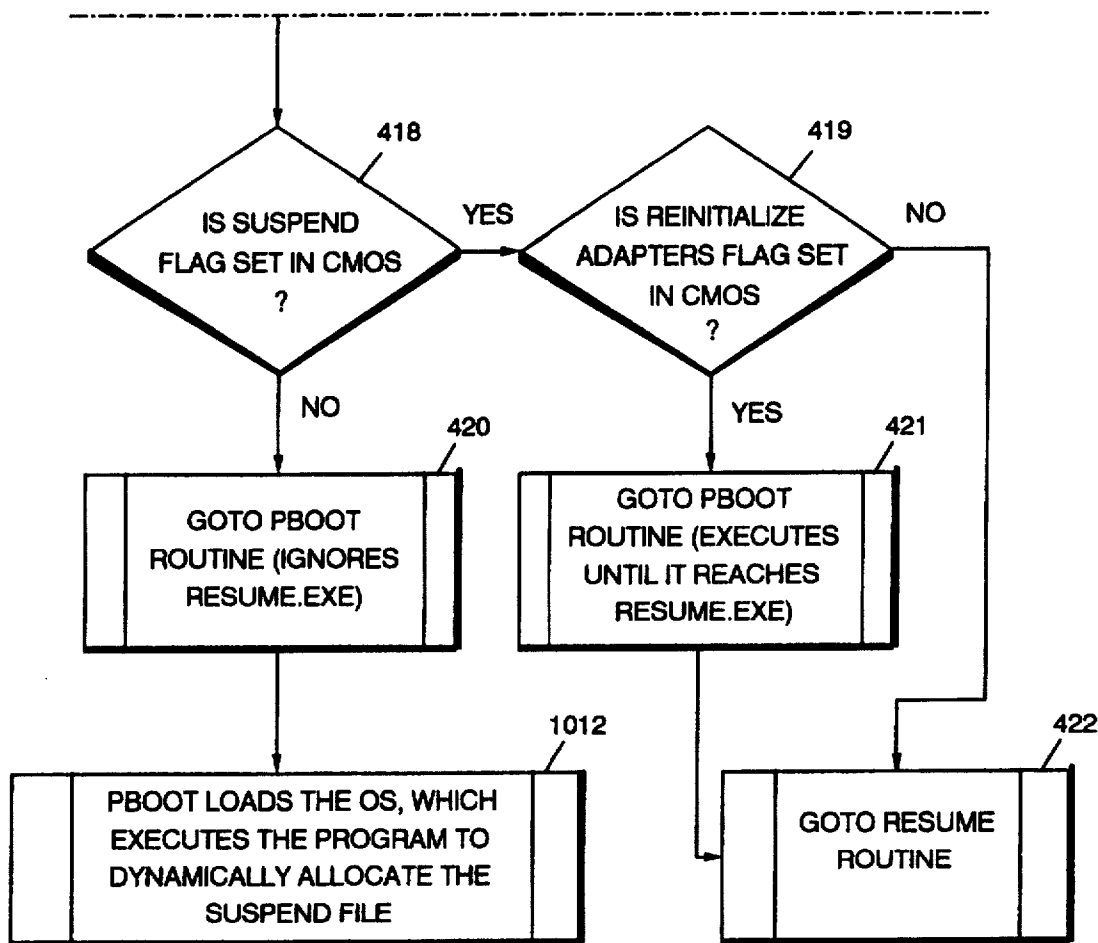 418
IS SUSPEND
FLAG SET IN CMOS
?
YES
419
IS REINITIALIZE
ADAPTERS FLAG SET
IN CMOS
?
NO
NO
YES
420
GOTO PBOOT
ROUTINE (IGNORES
RESUME.EXE)
421
GOTO PBOOT
ROUTINE (EXECUTES
UNTIL IT REACHES
RESUME.EXE)
1012
PBOOT LOADS THE OS, WHICH
EXECUTES THE PROGRAM TO
DYNAMICALLY ALLOCATE THE
SUSPEND FILE
422
GOTO RESUME
ROUTINE